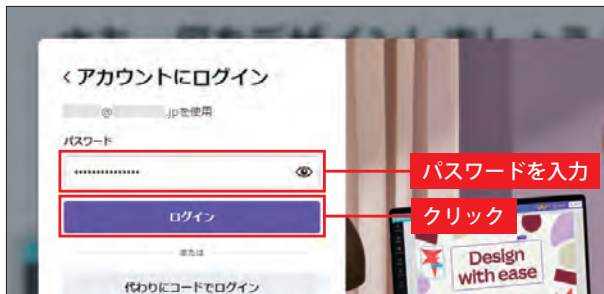 < アカウントにログイン
@ .jpを使用
パスワード
パスワードを入力
ログイン
クリック
または
代わりにコードでログイン
Design
with ease